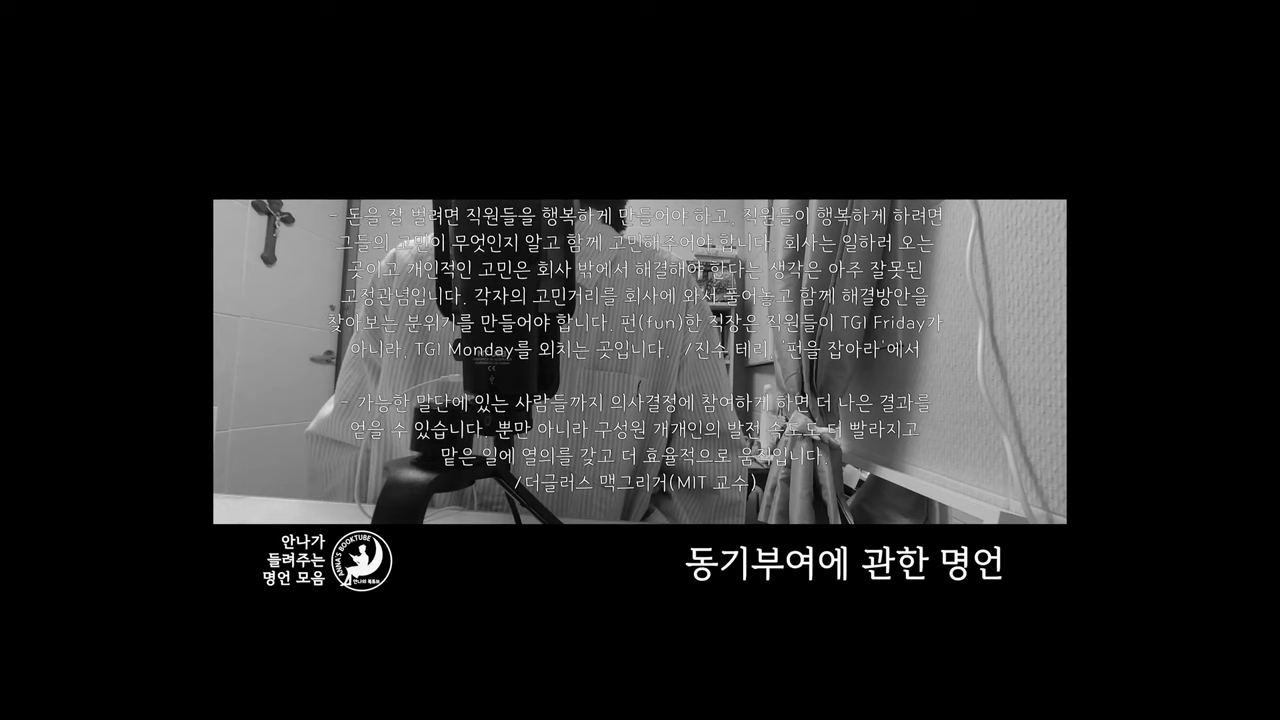 - 돈을 잘 벌려면 직원들을 행복하게 만들어야 하고, 직원들이 행복하게 하려면
그들의 고민이 무엇인지 알고 함께 고민해주어야 합니다. 회사는 일하러 오는
곳이고 개인적인 고민은 회사 밖에서 해결해야 한다는 생각은 아주 잘못된
고정관념입니다. 각자의 고민거리를 회사에 와서 풀어놓고 함께 해결방안을
찾아보는 분위기를 만들어야 합니다. 펀(fun)한 직장은 직원들이 TGI Friday가
아니라, TGI Monday를 외치는 곳입니다. /진수 테리, '펀을 잡아라'에서
- 가능한 말단에 있는 사람들까지 의사결정에 참여하게 하면 더 나은 결과를
얻을 수 있습니다. 뿐만 아니라 구성원 개개인의 발전 속도도 더 빨라지고
맡은 일에 열의를 갖고 더 효율적으로 움직입니다.
/더글러스 맥그리거(MIT 교수)
안나가
들려주는
명언 모음
ANNA'S BOOKTUBE
안나의 북튜브
동기부여에 관한 명언